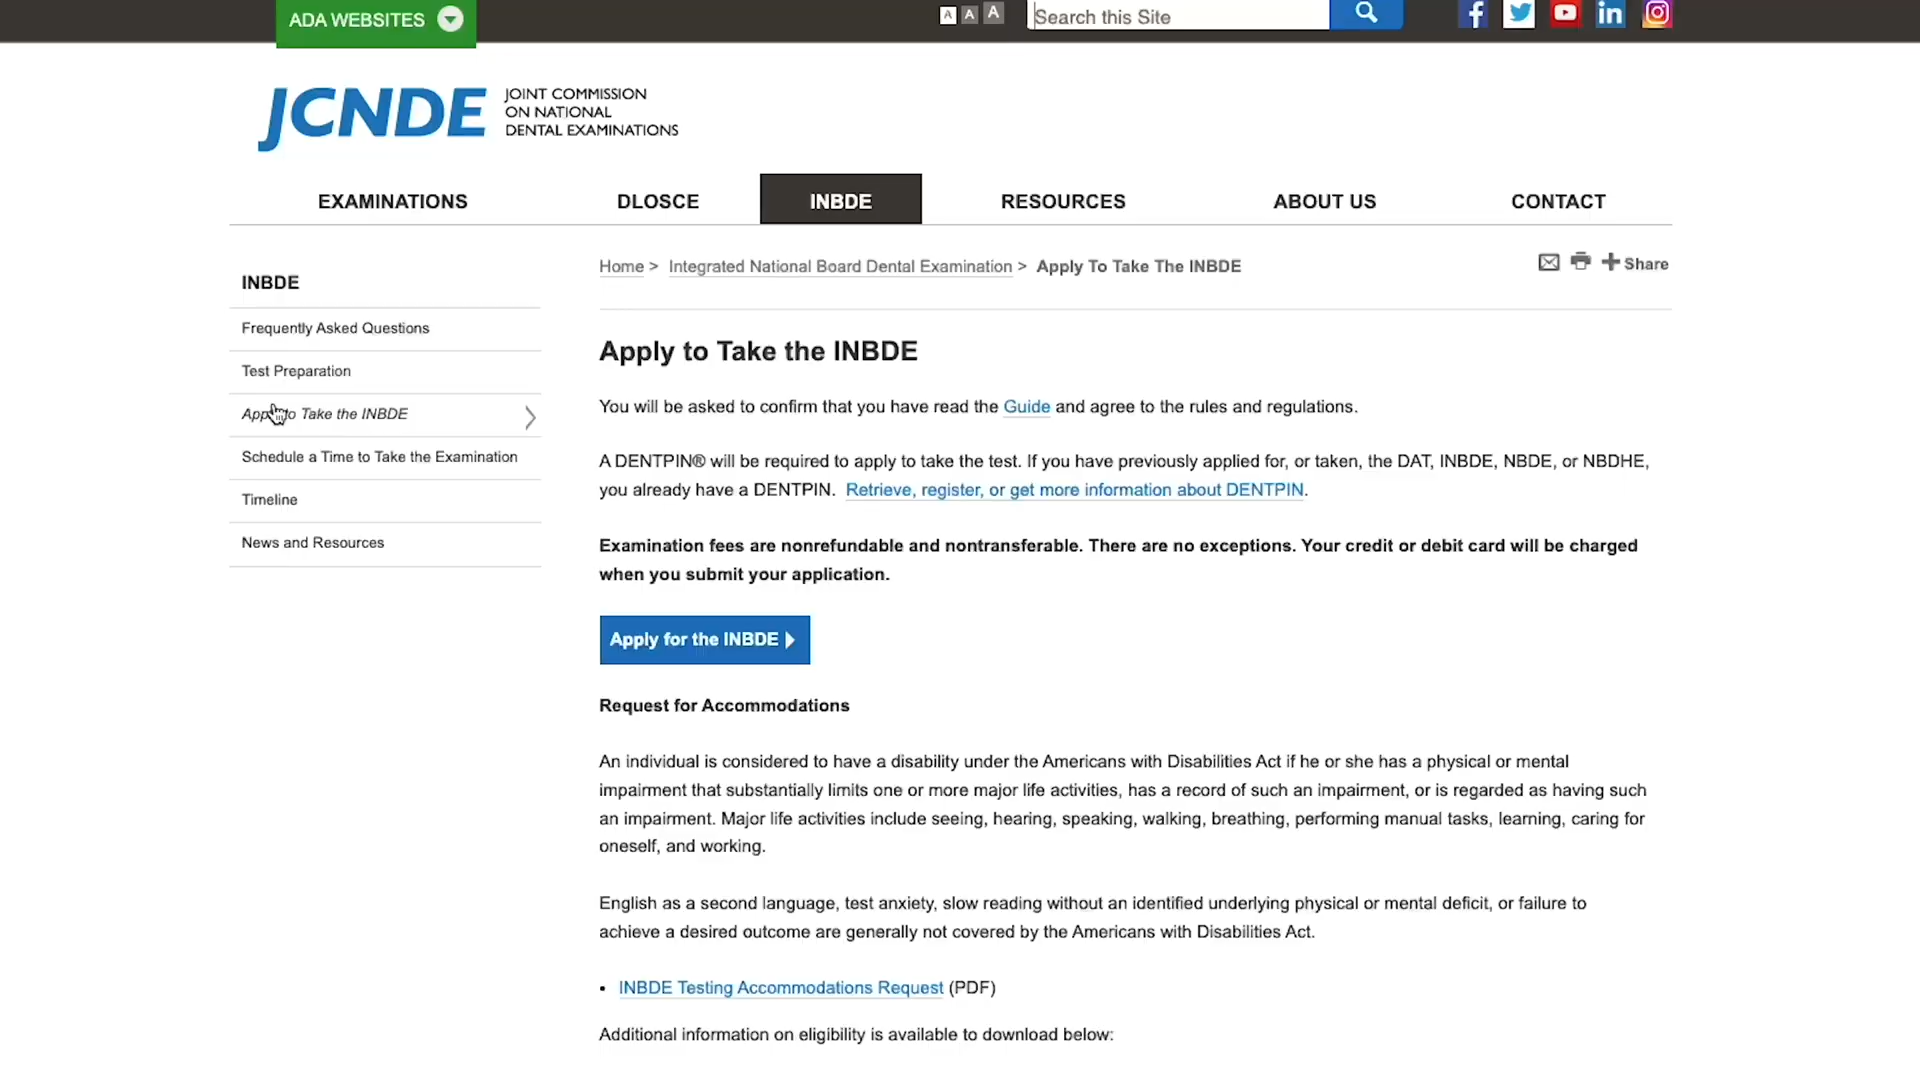 ADA WEBSITES
A A A
Search this Site
JCNDE
JOINT COMMISSION
ON NATIONAL
DENTAL EXAMINATIONS
EXAMINATIONS DLOSCE INBDE RESOURCES ABOUT US CONTACT
INBDE
Frequently Asked Questions
Test Preparation
Apply to Take the INBDE
Schedule a Time to Take the Examination
Timeline
News and Resources
Home > Integrated National Board Dental Examination > Apply To Take The INBDE
Share
Apply to Take the INBDE
You will be asked to confirm that you have read the Guide and agree to the rules and regulations.
A DENTPIN® will be required to apply to take the test. If you have previously applied for, or taken, the DAT, INBDE, NBDE, or NBDHE,
you already have a DENTPIN. Retrieve, register, or get more information about DENTPIN.
Examination fees are nonrefundable and nontransferable. There are no exceptions. Your credit or debit card will be charged
when you submit your application.
Apply for the INBDE
Request for Accommodations
An individual is considered to have a disability under the Americans with Disabilities Act if he or she has a physical or mental
impairment that substantially limits one or more major life activities, has a record of such an impairment, or is regarded as having such
an impairment. Major life activities include seeing, hearing, speaking, walking, breathing, performing manual tasks, learning, caring for
oneself, and working.
English as a second language, test anxiety, slow reading without an identified underlying physical or mental deficit, or failure to
achieve a desired outcome are generally not covered by the Americans with Disabilities Act.
• INBDE Testing Accommodations Request (PDF)
Additional information on eligibility is available to download below: